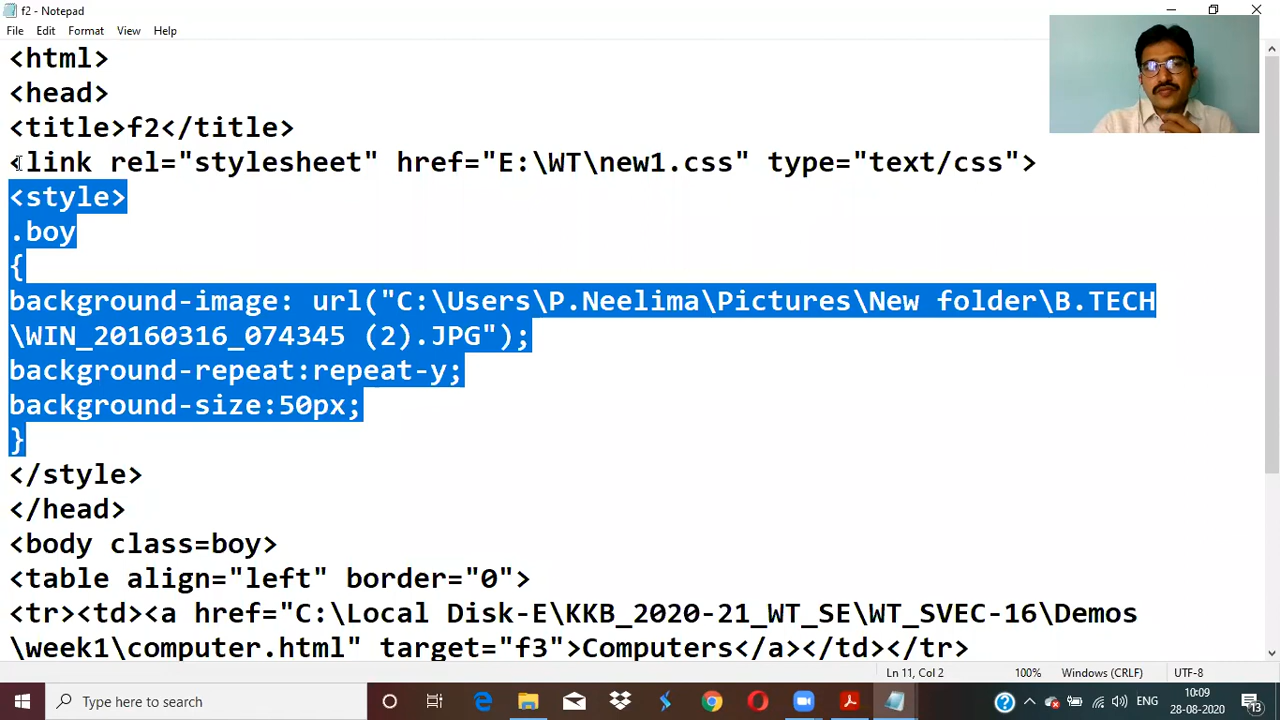 f2 - Notepad
File Edit Format View Help
<html>
<head>
<title>f2</title>
<link rel="stylesheet" href="E:\WT\new1.css" type="text/css">
<style>
.boy
{
background-image: url("C:\Users\P.Neelima\Pictures\New folder\B.TECH
\WIN_20160316_074345 (2).JPG");
background-repeat:repeat-y;
background-size:50px;
}
</style>
</head>
<body class=boy>
<table align="left" border="0">
<tr><td><a href="C:\Local Disk-E\KKB_2020-21_WT_SE\WT_SVEC-16\Demos
\week1\computer.html" target="f3">Computers</a></td></tr>
Ln 11, Col 2 100% Windows (CRLF) UTF-8
Type here to search
ENG
10:09
28-08-2020
13